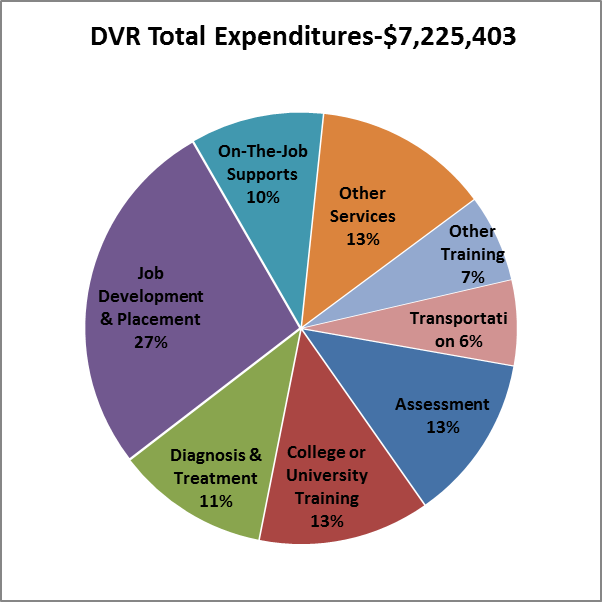 DVR Total Expenditures-$7,225,403
On-The-Job
Supports
10%
Other
Services
13%
Other
Training
7%
Transportati
on 6%
Assessment
13%
College or
University
Training
13%
Diagnosis &
Treatment
11%
Job
Development
& Placement
27%